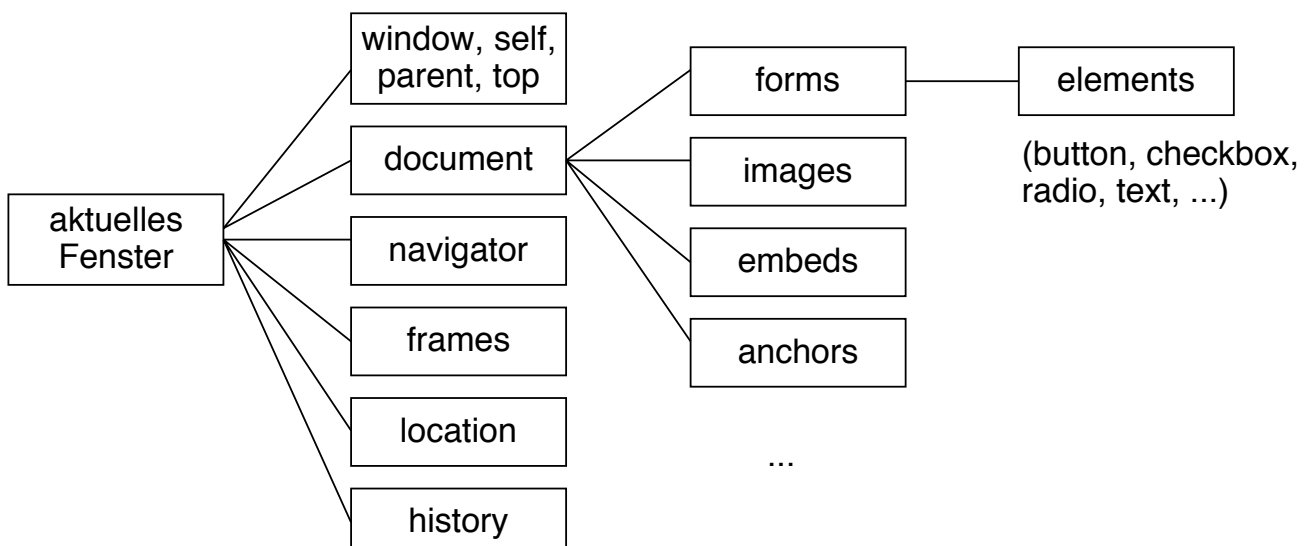 window, self,
parent, top
document
navigator
frames
location
history
aktuelles
Fenster
forms
images
embeds
anchors
...
elements
(button, checkbox,
radio, text, ...)